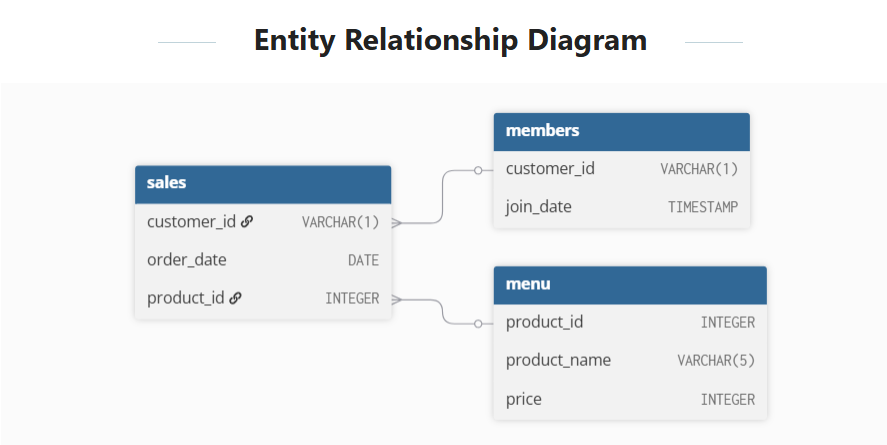 Entity Relationship Diagram
members
customer_id VARCHAR(1)
join_date TIMESTAMP
sales
customer_id VARCHAR(1)
order_date DATE
product_id INTEGER
menu
product_id INTEGER
product_name VARCHAR(5)
price INTEGER